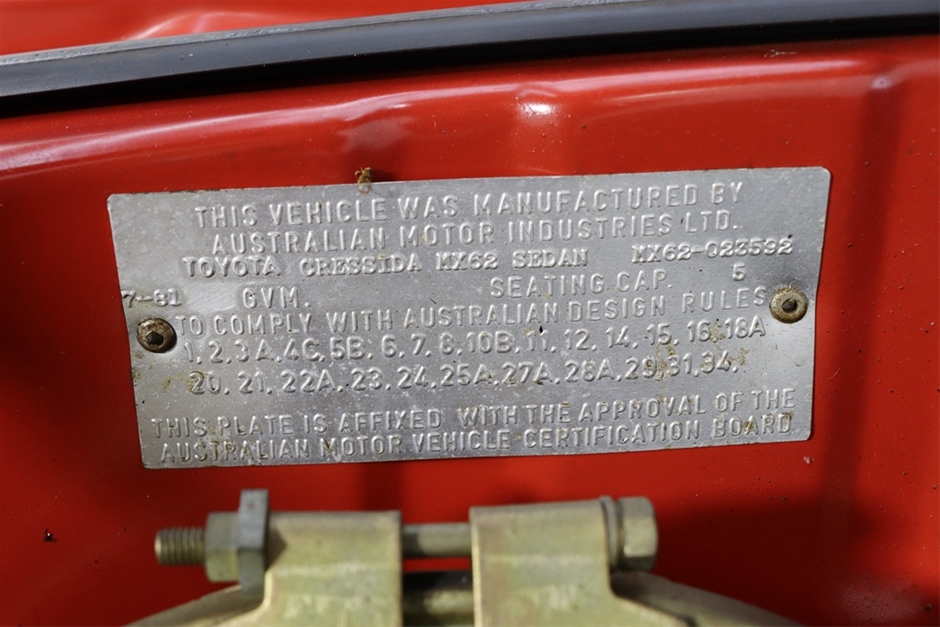 THIS VEHICLE WAS MANUFACTURED BY
AUSTRALIAN MOTOR INDUSTRIES LTD.
TOYOTA CRESSIDA MX62 SEDAN MX62-023592
7-81 GVM. SEATING CAP. 5
TO COMPLY WITH AUSTRALIAN DESIGN RULES
1, 2, 3A, 4C, 5B, 6, 7, 8, 10B, 11, 12, 14, 15, 16, 18A
20, 21, 22A, 23, 24, 25A, 27A, 28A, 29, 31, 34.
THIS PLATE IS AFFIXED WITH THE APPROVAL OF THE
AUSTRALIAN MOTOR VEHICLE CERTIFICATION BOARD